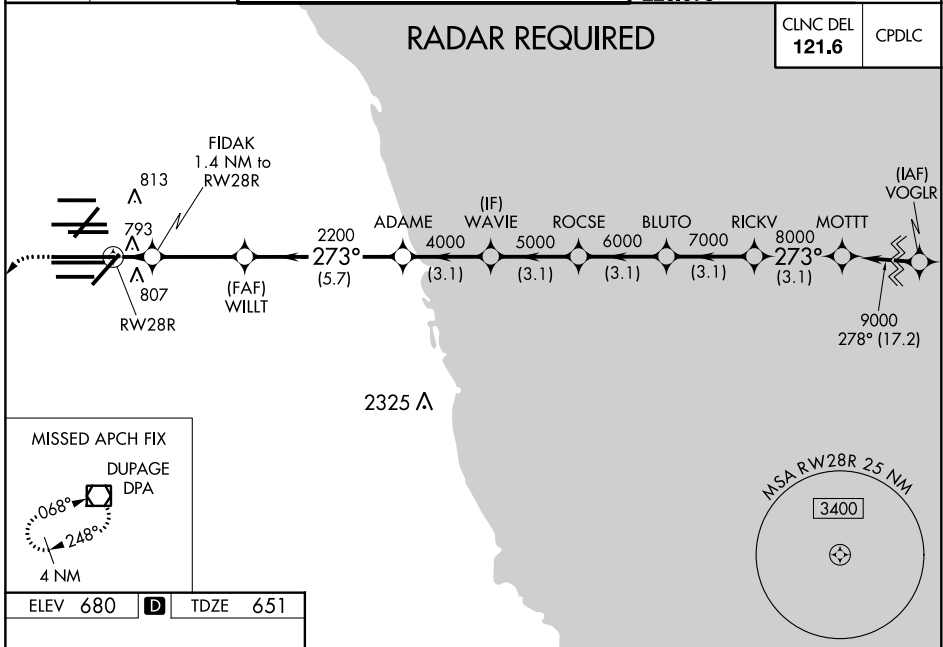 RADAR REQUIRED
CLNC DEL
121.6
CPDLC
FIDAK
1.4 NM to
RW28R
813
793
807
RW28R
(FAF)
WILLT
2200
273°
(5.7)
ADAME
4000
(3.1)
(IF)
WAVIE
5000
(3.1)
ROCSE
6000
(3.1)
BLUTO
7000
(3.1)
RICKV
8000
273°
(3.1)
MOTTT
(IAF)
VOGLR
9000
278° (17.2)
2325
MISSED APCH FIX
DUPAGE
DPA
068°
248°
4 NM
MSA RW28R 25 NM
3400
ELEV 680 D TDZE 651